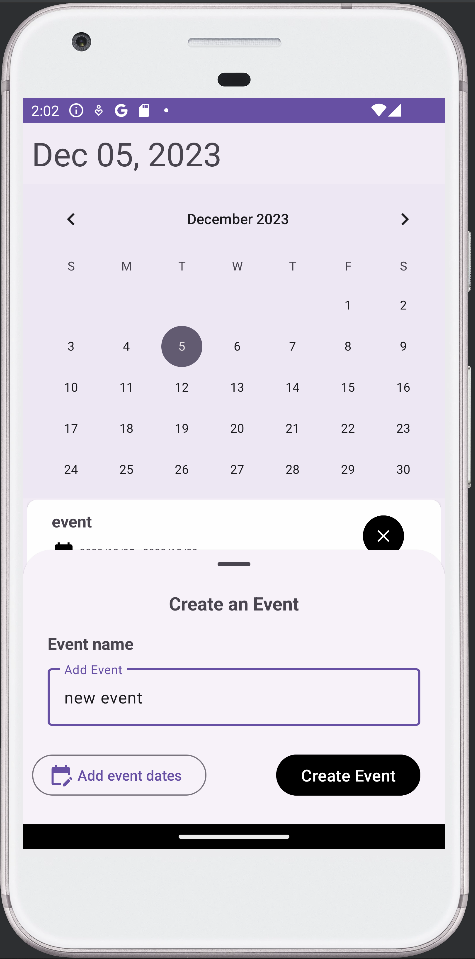 2:02
Dec 05, 2023
December 2023
S M T W T F S
1 2
3 4 5 6 7 8 9
10 11 12 13 14 15 16
17 18 19 20 21 22 23
24 25 26 27 28 29 30
event
Create an Event
Event name
Add Event
new event
Add event dates
Create Event